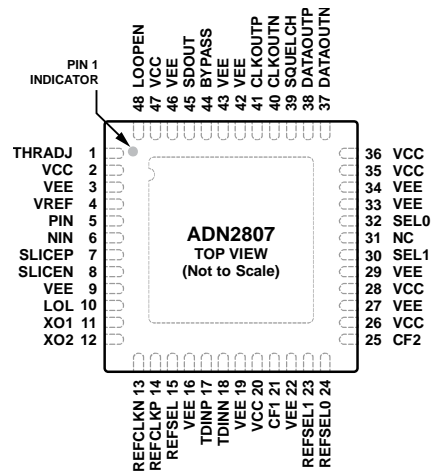 PIN 1
INDICATOR
48 LOOPEN
47 VCC
46 VEE
45 SDOUT
44 BYPASS
43 VEE
42 VEE
41 CLKOUTP
40 CLKOUTN
39 SQUELCH
38 DATAOUTP
37 DATAOUTN
THRADJ 1
VCC 2
VEE 3
VREF 4
PIN 5
NIN 6
SLICEP 7
SLICEN 8
VEE 9
LOL 10
XO1 11
XO2 12
ADN2807
TOP VIEW
(Not to Scale)
36 VCC
35 VCC
34 VEE
33 VEE
32 SEL0
31 NC
30 SEL1
29 VEE
28 VCC
27 VEE
26 VCC
25 CF2
REFCLKN 13
REFCLKP 14
REFSEL 15
VEE 16
TDINP 17
TDINN 18
VEE 19
VCC 20
CF1 21
VEE 22
REFSEL1 23
REFSEL0 24